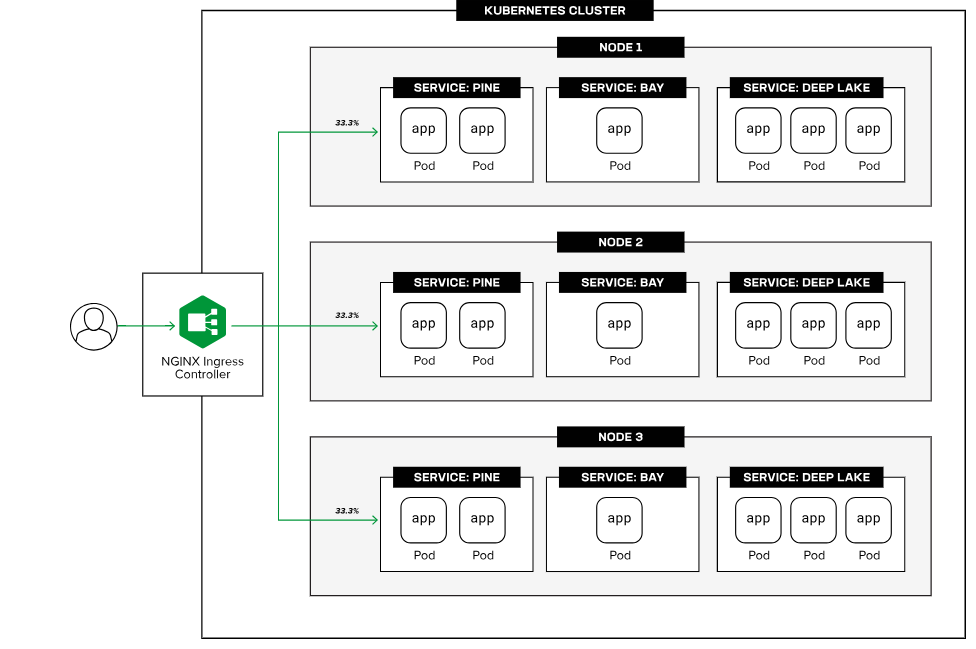 KUBERNETES CLUSTER
NODE 1
SERVICE: PINE
SERVICE: BAY
SERVICE: DEEP LAKE
33.3%
app app app app app app
Pod Pod Pod Pod Pod Pod
NODE 2
SERVICE: PINE
SERVICE: BAY
SERVICE: DEEP LAKE
33.3%
app app app app app app
Pod Pod Pod Pod Pod Pod
NGINX Ingress
Controller
NODE 3
SERVICE: PINE
SERVICE: BAY
SERVICE: DEEP LAKE
33.3%
app app app app app app
Pod Pod Pod Pod Pod Pod